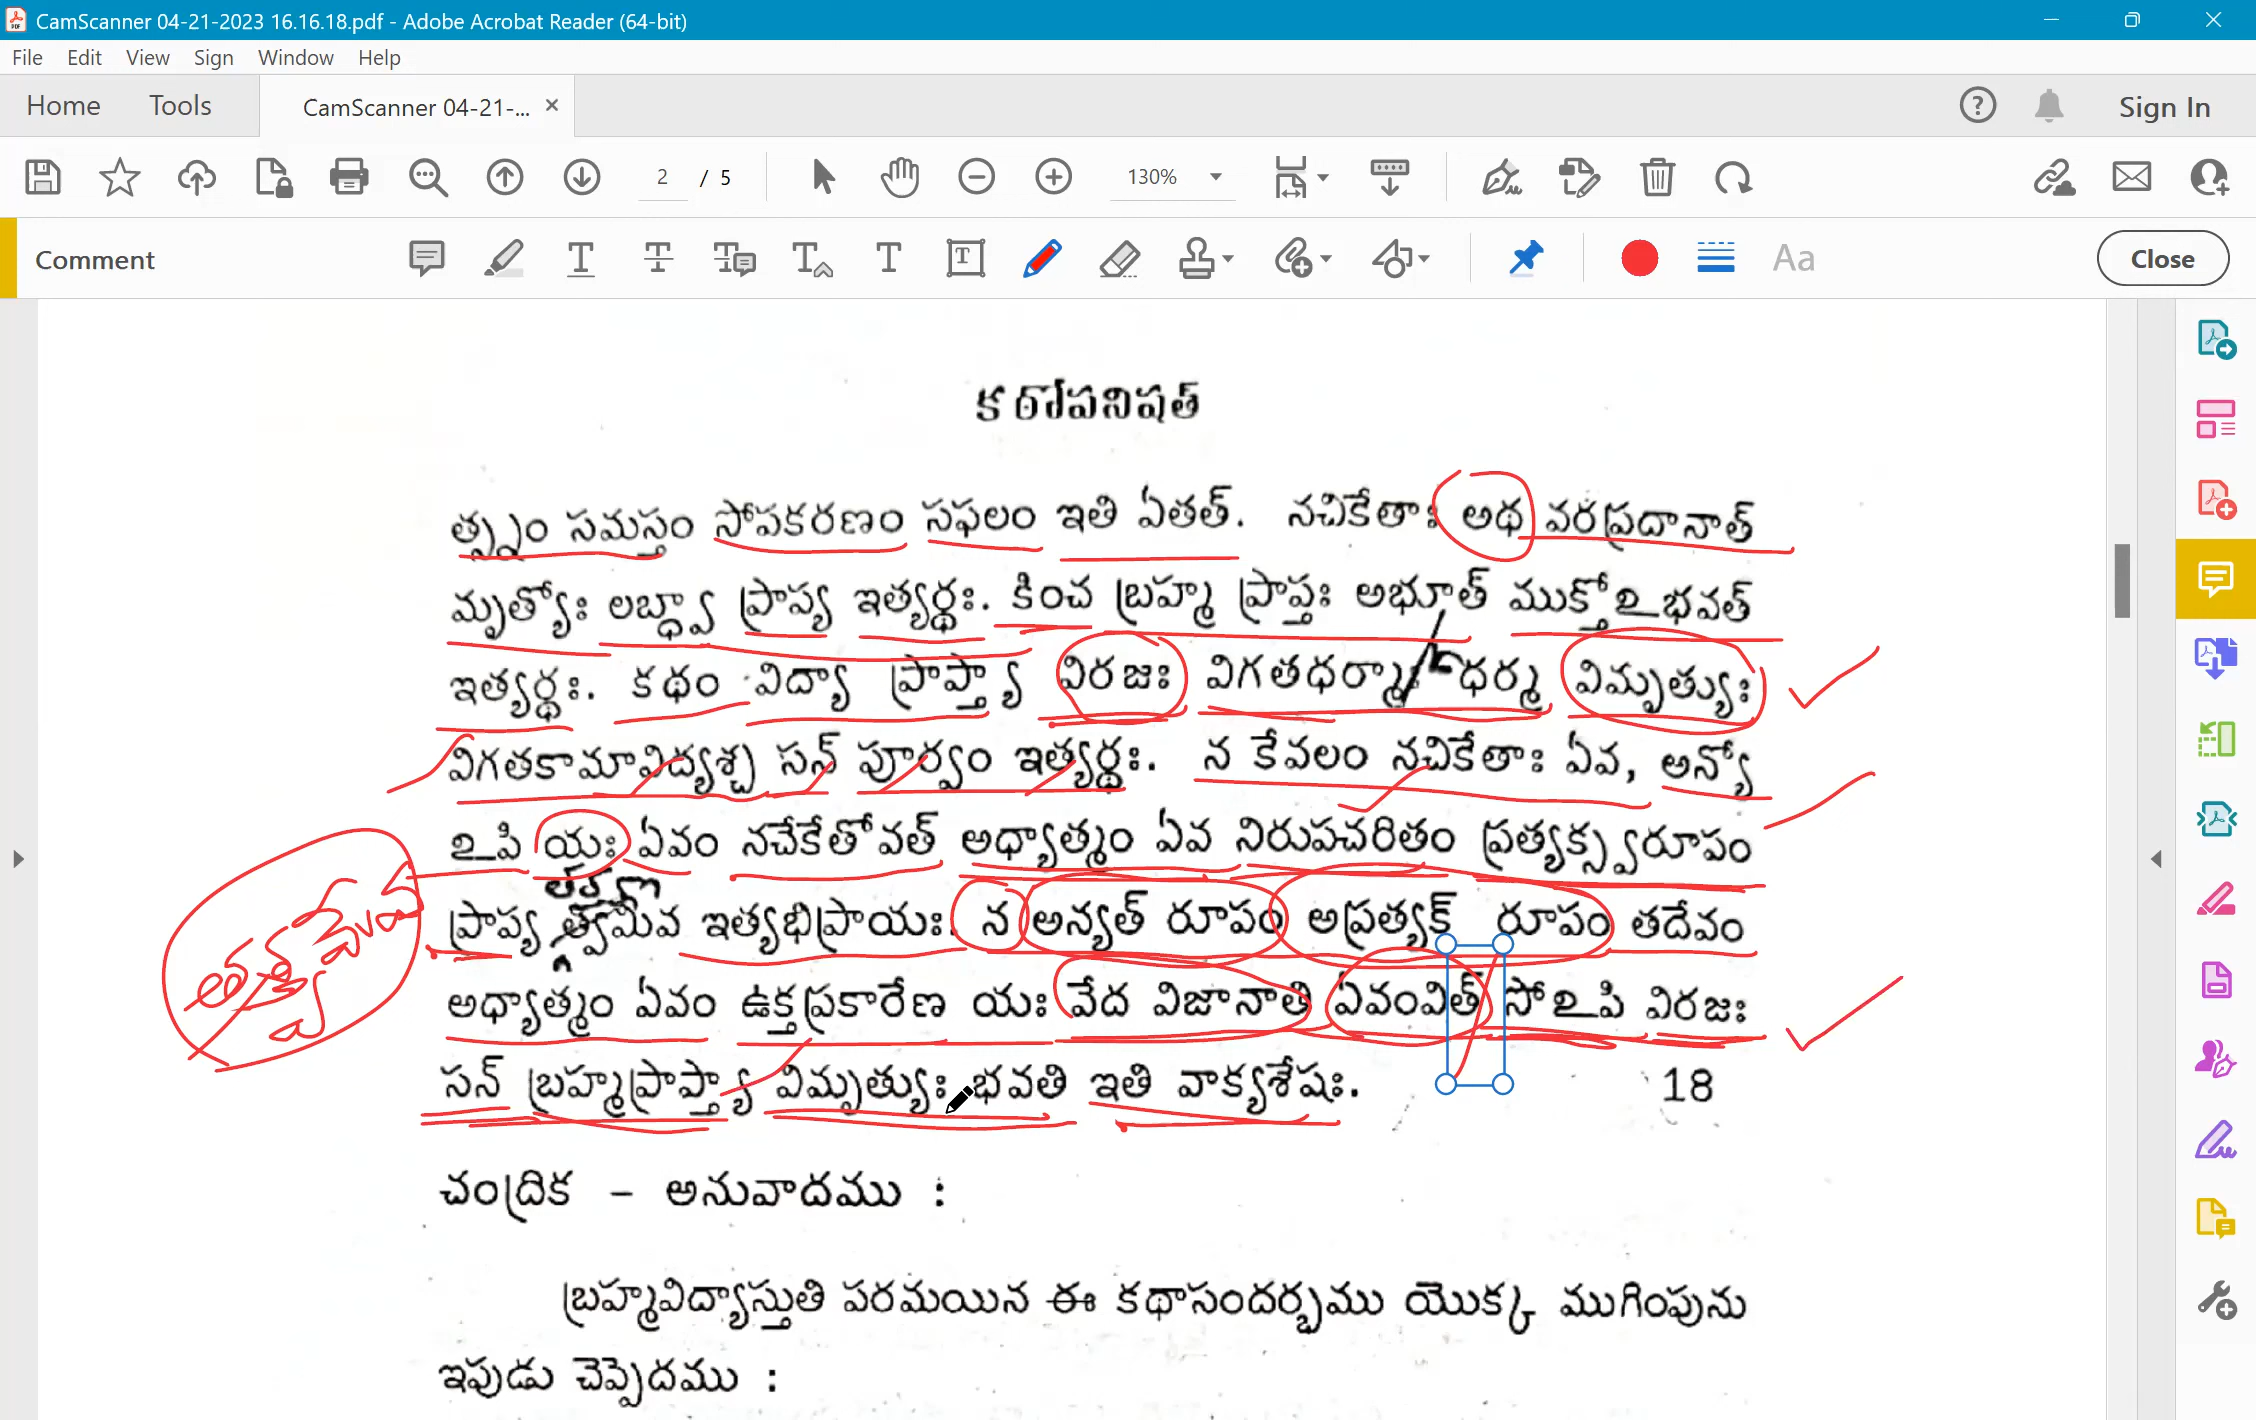 CamScanner 04-21-2023 16.16.18.pdf - Adobe Acrobat Reader (64-bit)
File Edit View Sign Window Help
Home Tools CamScanner 04-21-... × Sign In
2 / 5 130%
Comment Aa Close
కఠోపనిషత్
త్స్నం సమస్తం సోపకరణం సఫలం ఇతి ఏతత్. నచికేతాః అథ వరప్రదానాత్
మృత్యోః లబ్ధ్వా ప్రాప్య ఇత్యర్థః. కించ బ్రహ్మ ప్రాప్తః అభూత్ ముక్తోఽభవత్
ఇత్యర్థః. కథం విద్యా ప్రాప్త్యా విరజః విగతధర్మా ధర్మ విమృత్యుః
విగతకామావిద్యశ్చ సన్ పూర్వం ఇత్యర్థః. న కేవలం నచికేతాః ఏవ, అన్యో
ఽపి యః ఏవం నచేకేతోవత్ అధ్యాత్మం ఏవ నిరుపచరితం ప్రత్యక్స్వరూపం
ప్రాప్య త్వమేవ ఇత్యభిప్రాయః. న అన్యత్ రూపం అప్రత్యక్ రూపం తదేవం
అధ్యాత్మం ఏవం ఉక్తప్రకారేణ యః వేద విజానాతి ఏవంవిత్ సోఽపి విరజః
సన్ బ్రహ్మప్రాప్త్యా విమృత్యుః భవతి ఇతి వాక్యశేషః. 18
చంద్రిక – అనువాదము :
బ్రహ్మవిద్యాస్తుతి పరమయిన ఈ కథాసందర్భము యొక్క ముగింపును
ఇపుడు చెప్పెదము :